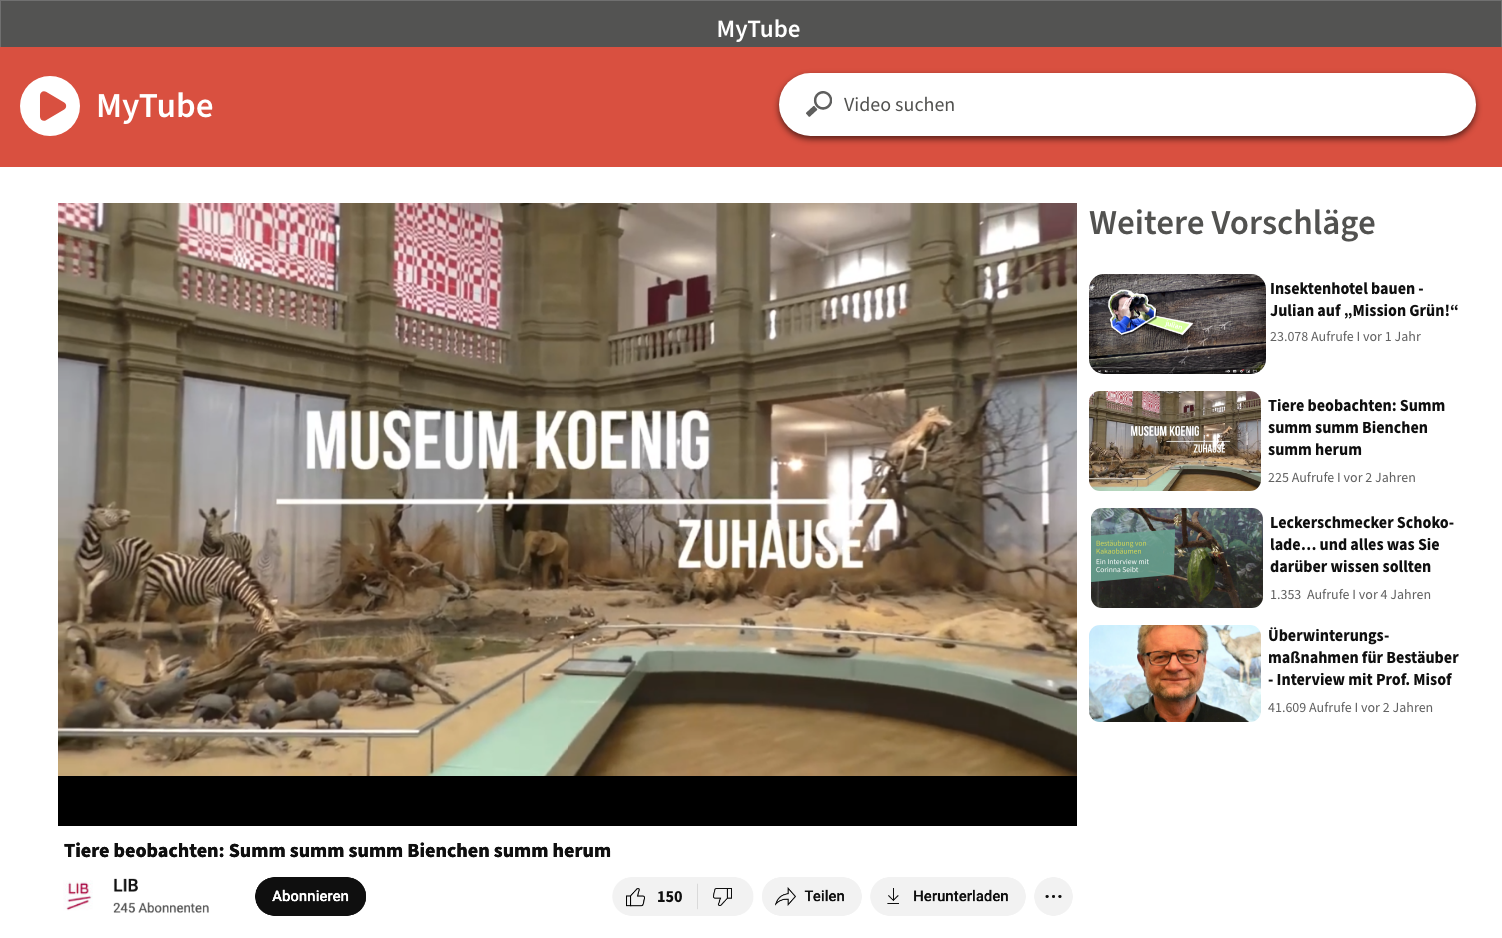 MyTube
MyTube
Video suchen
MUSEUM KOENIG
ZUHAUSE
Weitere Vorschläge
Insektenhotel bauen -
Julian auf „Mission Grün!“
23.078 Aufrufe I vor 1 Jahr
MUSEUM KOENIG
ZUHAUSE
Tiere beobachten: Summ
summ summ Bienchen
summ herum
225 Aufrufe I vor 2 Jahren
Bestäubung von
Kakaobäumen
Ein Interview mit
Corinna Seibt
Leckerschmecker Schoko-
lade... und alles was Sie
darüber wissen sollten
1.353 Aufrufe I vor 4 Jahren
Überwinterungs-
maßnahmen für Bestäuber
- Interview mit Prof. Misof
41.609 Aufrufe I vor 2 Jahren
Tiere beobachten: Summ summ summ Bienchen summ herum
LIB
LIB
245 Abonnenten
Abonnieren
150
Teilen
Herunterladen